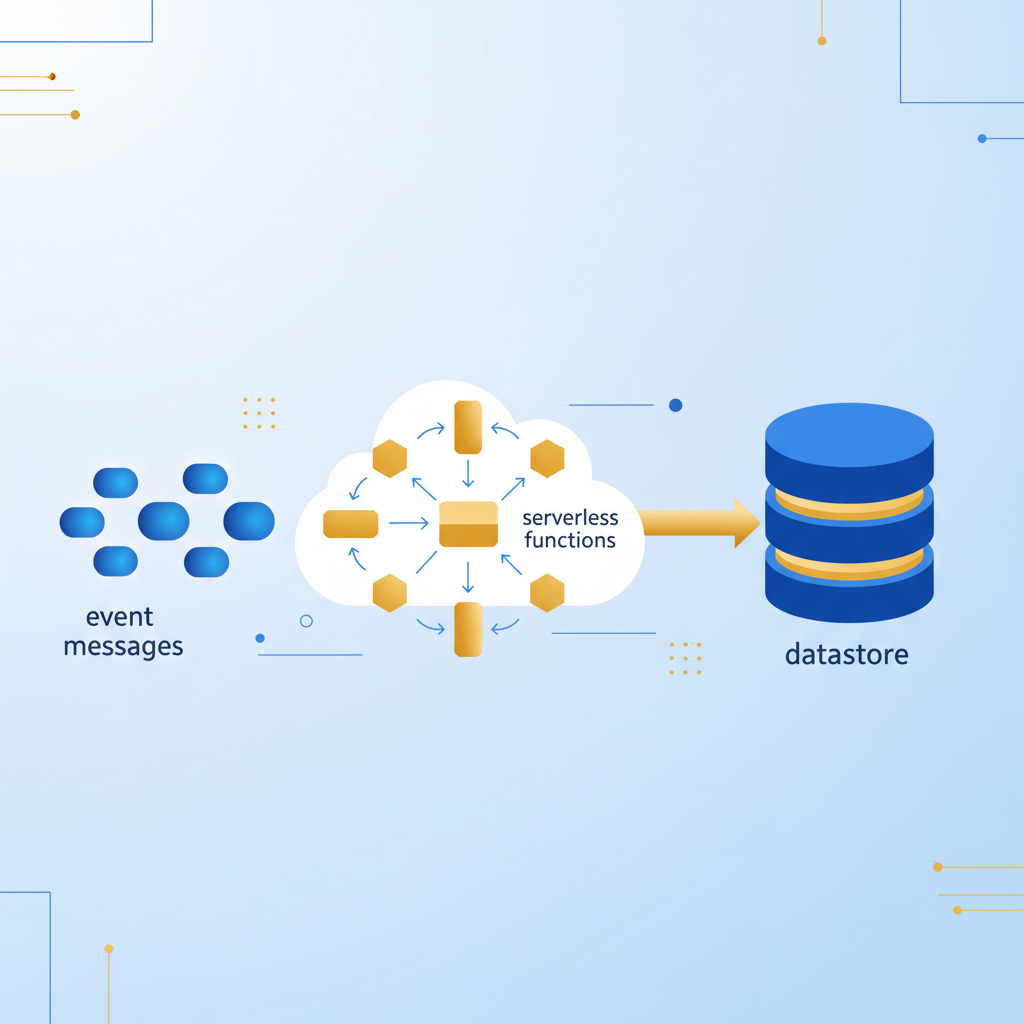 event
messages
serverless
functions
datastore